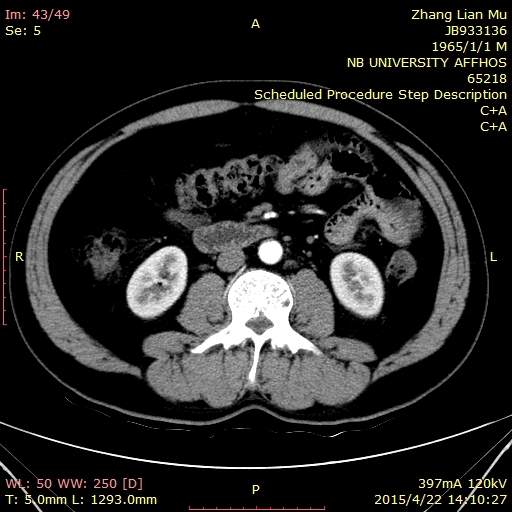 Im: 43/49
Se: 5
A
Zhang Lian Mu
JB933136
1965/1/1 M
NB UNIVERSITY AFFHOS
65218
Scheduled Procedure Step Description
C+A
C+A
R
L
WL: 50 WW: 250 [D]
T: 5.0mm L: 1293.0mm
P
397mA 120kV
2015/4/22 14:10:27